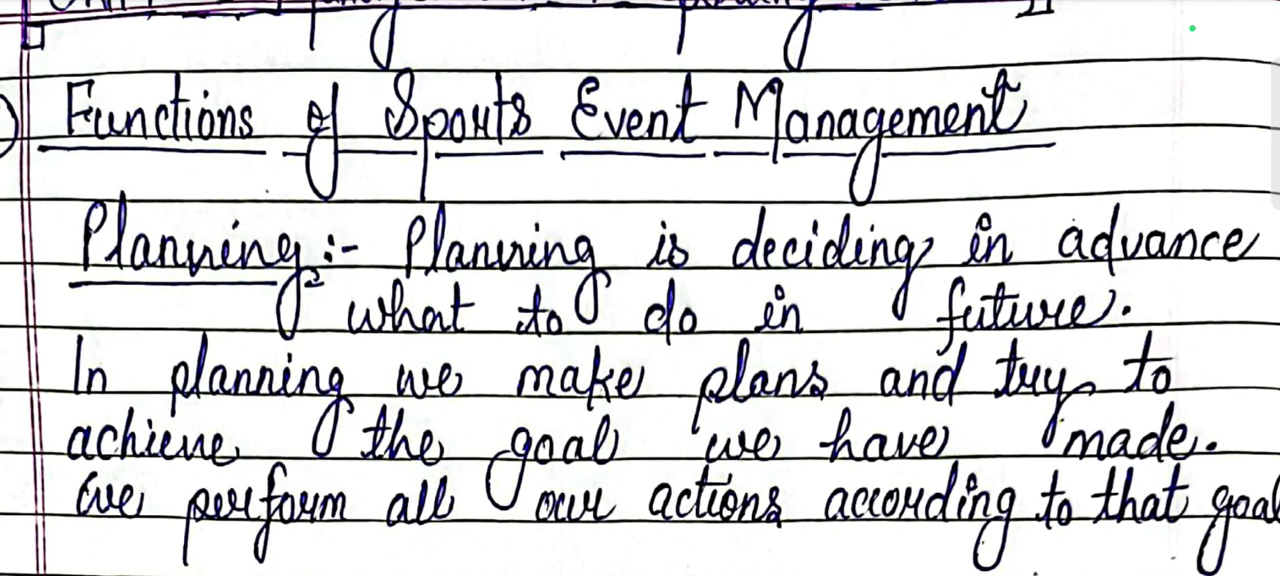 Functions of Sports Event Management
Planning:- Planning is deciding in advance
what to do in future.
In planning we make plans and try to
achieve the goal we have made.
we perform all our actions according to that goal